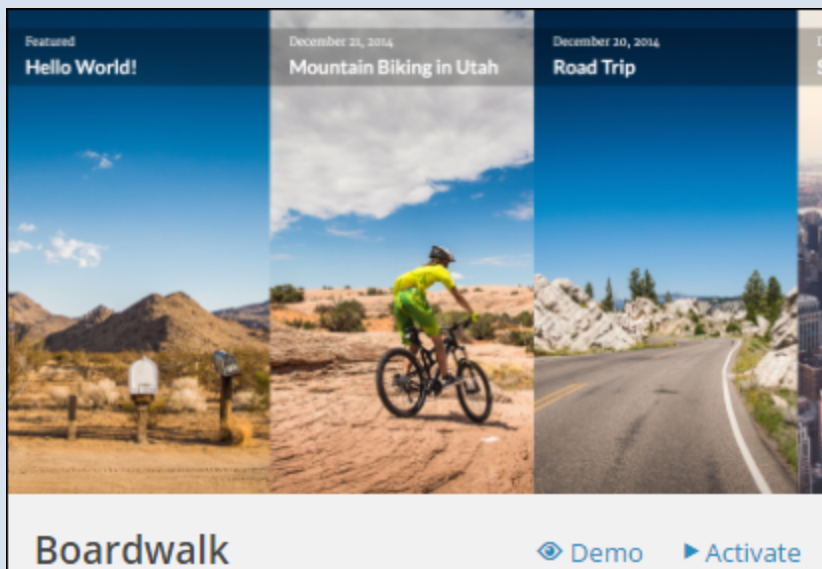 Featured
Hello World!
December 21, 2014
Mountain Biking in Utah
December 20, 2014
Road Trip
Boardwalk
Demo
Activate